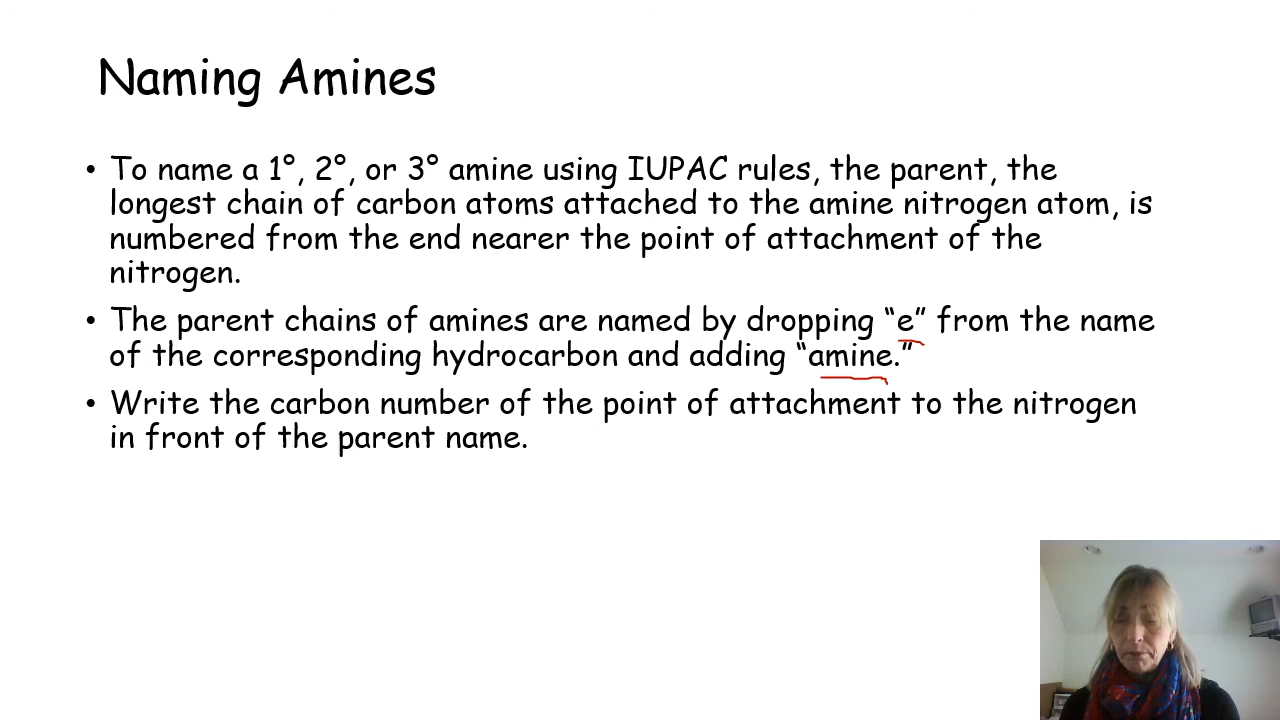 Naming Amines
• To name a 1°, 2°, or 3° amine using IUPAC rules, the parent, the
longest chain of carbon atoms attached to the amine nitrogen atom, is
numbered from the end nearer the point of attachment of the
nitrogen.
• The parent chains of amines are named by dropping “e” from the name
of the corresponding hydrocarbon and adding “amine.”
• Write the carbon number of the point of attachment to the nitrogen
in front of the parent name.